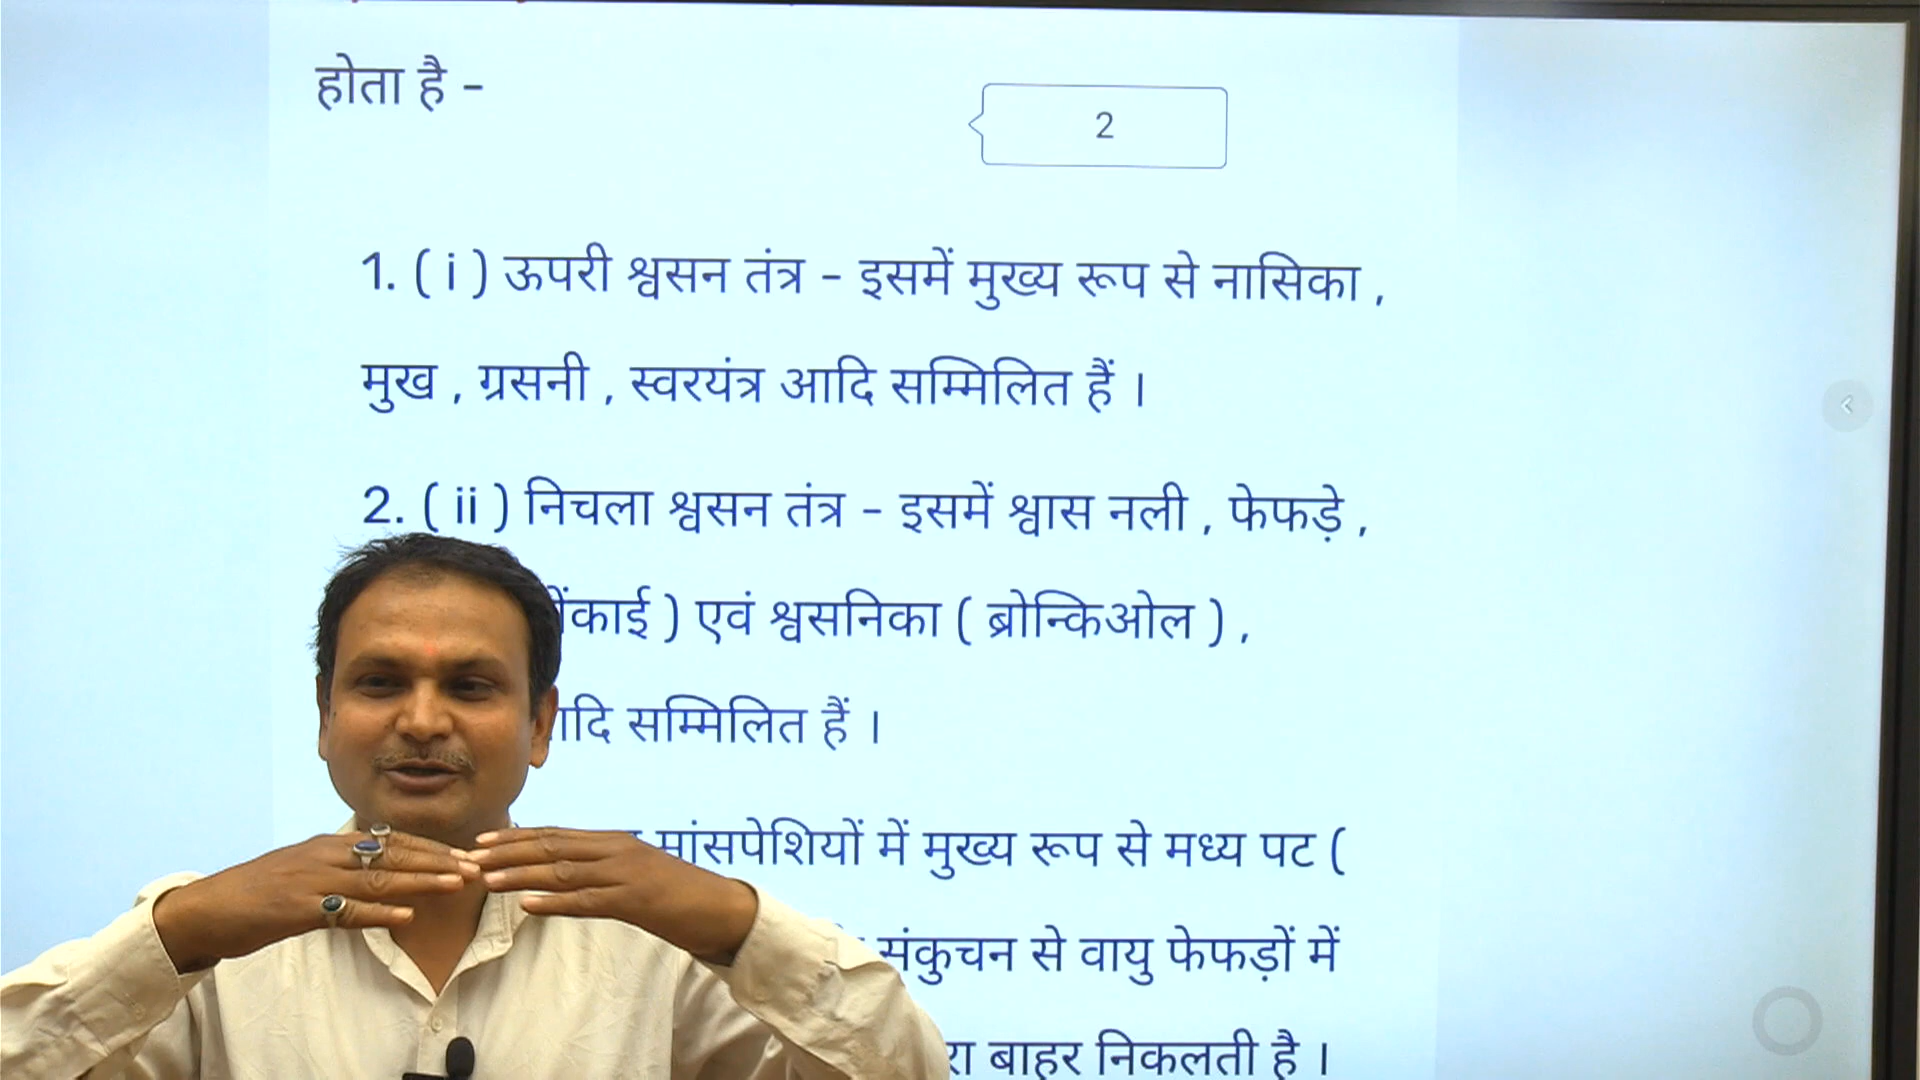 होता है -
2
1. ( i ) ऊपरी श्वसन तंत्र - इसमें मुख्य रूप से नासिका ,
मुख , ग्रसनी , स्वरयंत्र आदि सम्मिलित हैं ।
2. ( ii ) निचला श्वसन तंत्र - इसमें श्वास नली , फेफड़े ,
) एवं श्वसनिका ( ब्रोन्किओल ) ,
सम्मिलित हैं ।
मांसपेशियों में मुख्य रूप से मध्य पट (
संकुचन से वायु फेफड़ों में
बाहर निकलती है ।